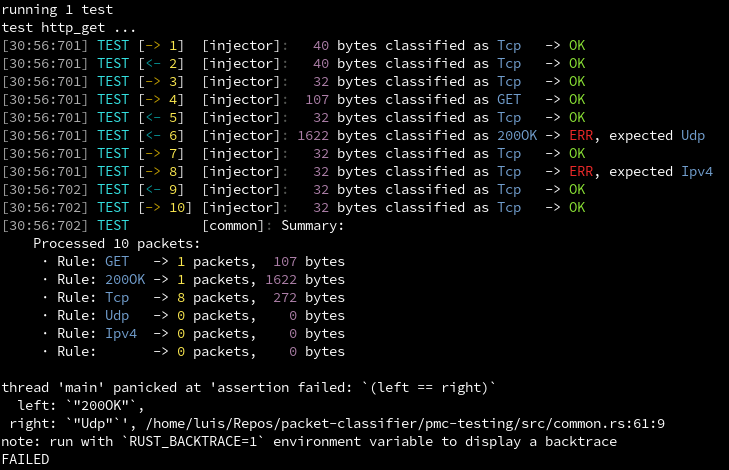 running 1 test
test http_get ...
[30:56:701] TEST [-> 1]  [injector]:   40 bytes classified as Tcp   -> OK
[30:56:701] TEST [<- 2]  [injector]:   40 bytes classified as Tcp   -> OK
[30:56:701] TEST [-> 3]  [injector]:   32 bytes classified as Tcp   -> OK
[30:56:701] TEST [-> 4]  [injector]:  107 bytes classified as GET   -> OK
[30:56:701] TEST [<- 5]  [injector]:   32 bytes classified as Tcp   -> OK
[30:56:701] TEST [<- 6]  [injector]: 1622 bytes classified as 200OK -> ERR, expected Udp
[30:56:701] TEST [-> 7]  [injector]:   32 bytes classified as Tcp   -> OK
[30:56:701] TEST [-> 8]  [injector]:   32 bytes classified as Tcp   -> ERR, expected Ipv4
[30:56:702] TEST [<- 9]  [injector]:   32 bytes classified as Tcp   -> OK
[30:56:702] TEST [-> 10] [injector]:   32 bytes classified as Tcp   -> OK
[30:56:702] TEST         [common]: Summary:
    Processed 10 packets:
     · Rule: GET   -> 1 packets,  107 bytes
     · Rule: 200OK -> 1 packets, 1622 bytes
     · Rule: Tcp   -> 8 packets,  272 bytes
     · Rule: Udp   -> 0 packets,    0 bytes
     · Rule: Ipv4  -> 0 packets,    0 bytes
     · Rule:       -> 0 packets,    0 bytes

thread 'main' panicked at 'assertion failed: `(left == right)`
  left: `"200OK"`,
 right: `"Udp"`', /home/luis/Repos/packet-classifier/pmc-testing/src/common.rs:61:9
note: run with `RUST_BACKTRACE=1` environment variable to display a backtrace
FAILED